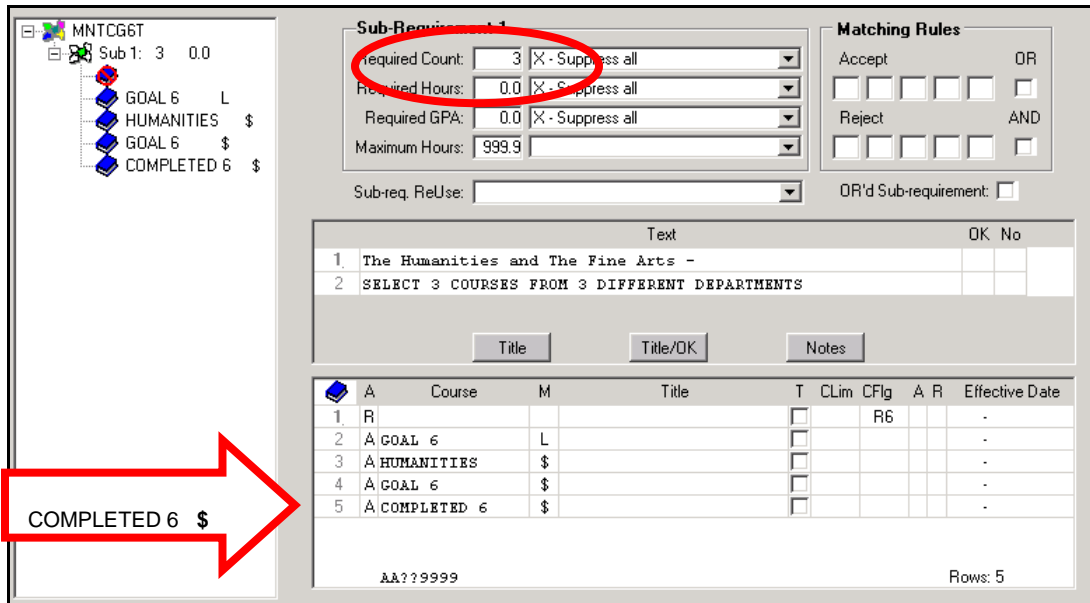 MNTCG6T
Sub 1: 3 0.0
GOAL 6 L
HUMANITIES $
GOAL 6 $
COMPLETED 6 $
COMPLETED 6 $
Sub-Requirement 1
Required Count: 3 X - Suppress all
Required Hours: 0.0 X - Suppress all
Required GPA: 0.0 X - Suppress all
Maximum Hours: 999.9
Sub-req. ReUse:
Matching Rules
Accept OR
Reject AND
OR'd Sub-requirement:
Text OK No
1 The Humanities and The Fine Arts -
2 SELECT 3 COURSES FROM 3 DIFFERENT DEPARTMENTS
Title Title/OK Notes
A Course M Title T CLim CFlg A R Effective Date
1 R R6 -
2 A GOAL 6 L -
3 A HUMANITIES $ -
4 A GOAL 6 $ -
5 A COMPLETED 6 $ -
AA??9999 Rows: 5